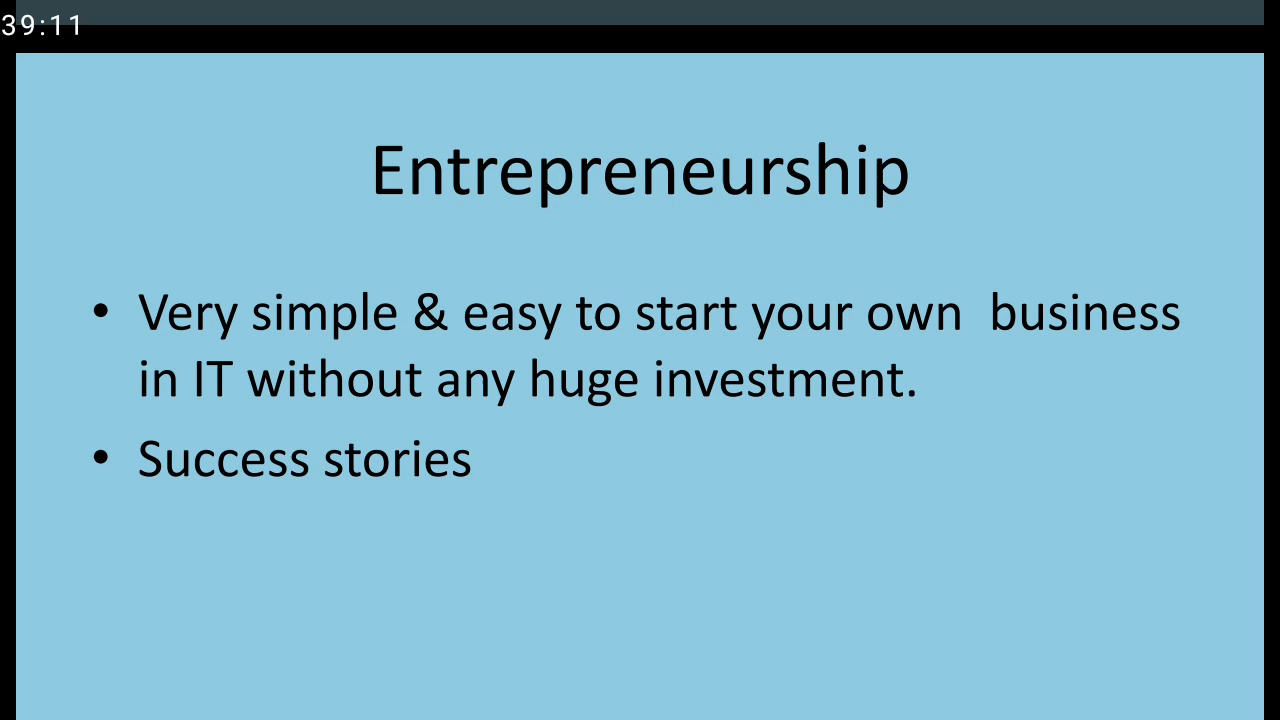 39:11
Entrepreneurship
• Very simple & easy to start your own  business
in IT without any huge investment.
• Success stories